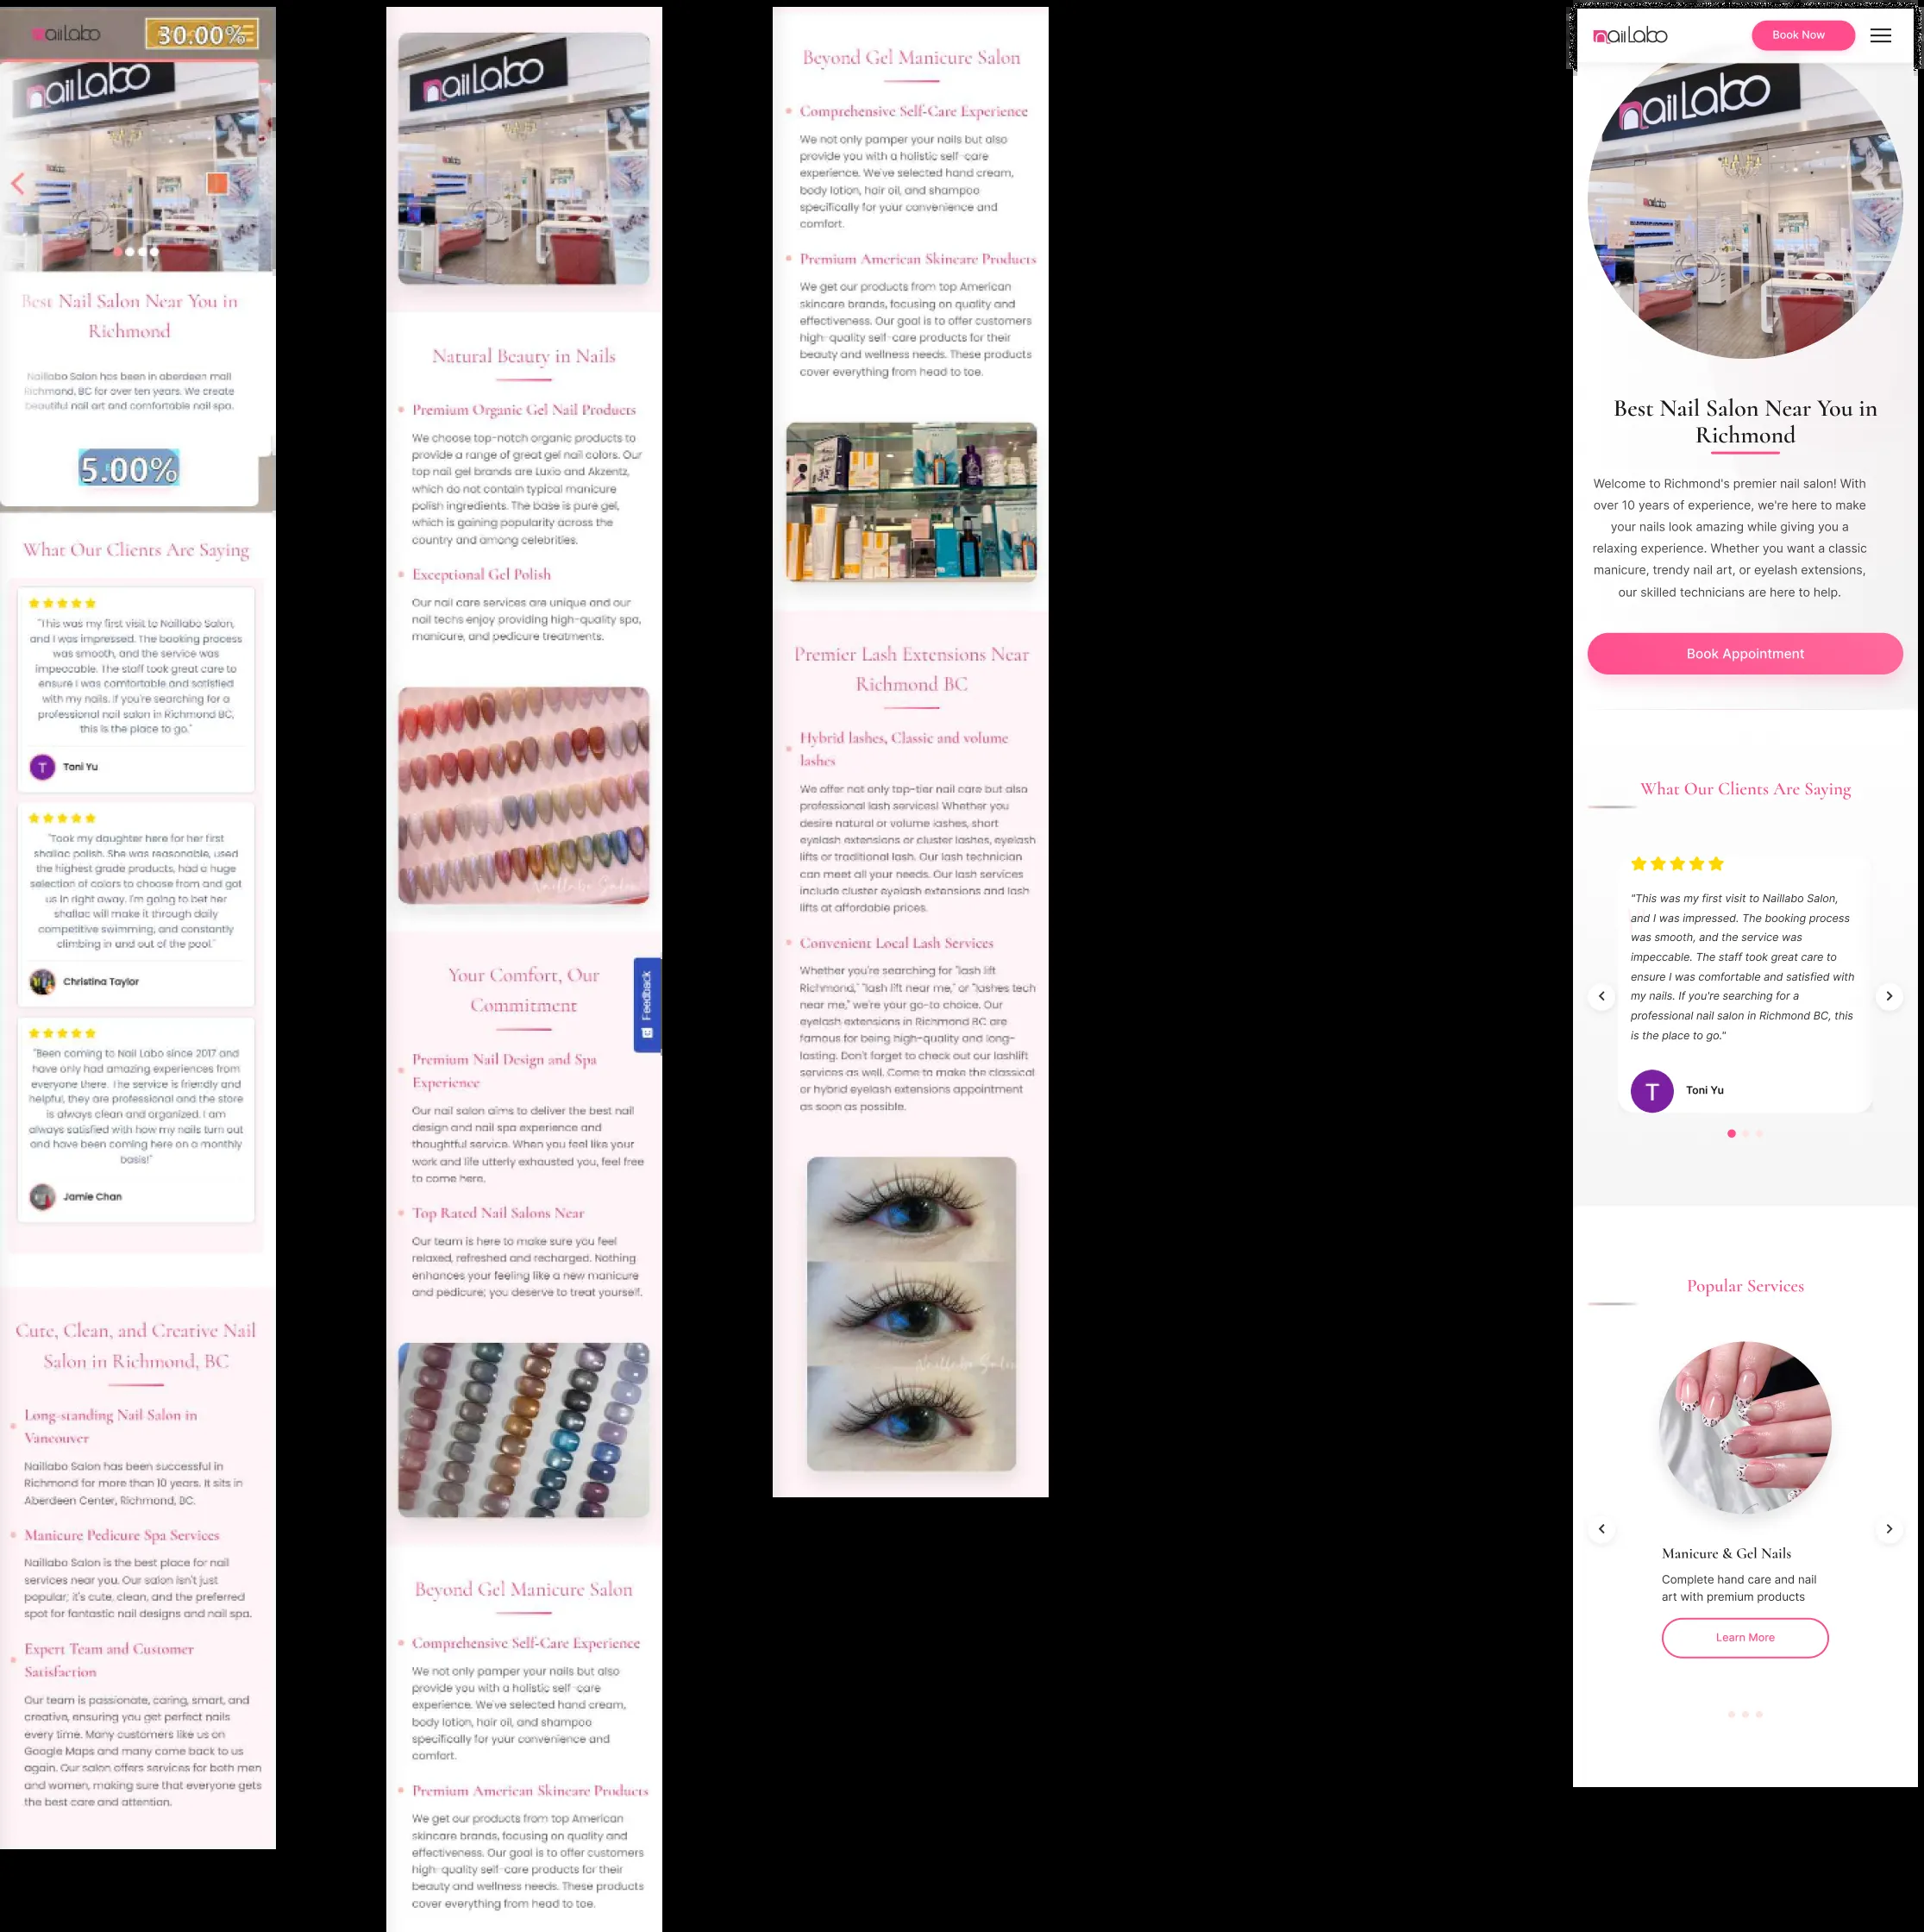 naillabo
30.00%
nailLabo
Best Nail Salon Near You in
Richmond
Naillabo Salon has been in aberdeen mall
Richmond, BC for over ten years. We create
beautiful nail art and comfortable nail spa.
5.00%
What Our Clients Are Saying
"This was my first visit to Naillabo Salon,
and I was impressed. The booking process
was smooth, and the service was
impeccable. The staff took great care to
ensure I was comfortable and satisfied
with my nails. If you're searching for a
professional nail salon in Richmond BC,
this is the place to go."
T
Toni Yu
"Took my daughter here for her first
shallac polish. She was reasonable, used
the highest grade products, had a huge
selection of colors to choose from and got
us in right away. I'm going to bet her
shallac will make it through daily
competitive swimming, and constantly
climbing in and out of the pool."
Christina Taylor
"Been coming to Nail Labo since 2017 and
have only had amazing experiences from
everyone there. The service is friendly and
helpful, they are professional and the store
is always clean and organized. I am
always satisfied with how my nails turn out
and have been coming here on a monthly
basis!"
Jamie Chan
Cute, Clean, and Creative Nail
Salon in Richmond, BC
Long-standing Nail Salon in
Vancouver
Naillabo Salon has been successful in
Richmond for more than 10 years. It sits in
Aberdeen Center, Richmond, BC.
Manicure Pedicure Spa Services
Naillabo Salon is the best place for nail
services near you. Our salon isn't just
popular; it's cute, clean, and the preferred
spot for fantastic nail designs and nail spa.
Expert Team and Customer
Satisfaction
Our team is passionate, caring, smart, and
creative, ensuring you get perfect nails
every time. Many customers like us on
Google Maps and many come back to us
again. Our salon offers services for both men
and women, making sure that everyone gets
the best care and attention.
nailLabo
Natural Beauty in Nails
Premium Organic Gel Nail Products
We choose top-notch organic products to
provide a range of great gel nail colors. Our
top nail gel brands are Luxio and Akzentz,
which do not contain typical manicure
polish ingredients. The base is pure gel,
which is gaining popularity across the
country and among celebrities.
Exceptional Gel Polish
Our nail care services are unique and our
nail techs enjoy providing high-quality spa,
manicure, and pedicure treatments.
Naillabo Salon
Your Comfort, Our
Commitment
Feedback
Premium Nail Design and Spa
Experience
Our nail salon aims to deliver the best nail
design and nail spa experience and
thoughtful service. When you feel like your
work and life utterly exhausted you, feel free
to come here.
Top Rated Nail Salons Near
Our team is here to make sure you feel
relaxed, refreshed and recharged. Nothing
enhances your feeling like a new manicure
and pedicure; you deserve to treat yourself.
Beyond Gel Manicure Salon
Comprehensive Self-Care Experience
We not only pamper your nails but also
provide you with a holistic self-care
experience. We've selected hand cream,
body lotion, hair oil, and shampoo
specifically for your convenience and
comfort.
Premium American Skincare Products
We get our products from top American
skincare brands, focusing on quality and
effectiveness. Our goal is to offer customers
high-quality self-care products for their
beauty and wellness needs. These products
cover everything from head to toe.
Beyond Gel Manicure Salon
Comprehensive Self-Care Experience
We not only pamper your nails but also
provide you with a holistic self-care
experience. We've selected hand cream,
body lotion, hair oil, and shampoo
specifically for your convenience and
comfort.
Premium American Skincare Products
We get our products from top American
skincare brands, focusing on quality and
effectiveness. Our goal is to offer customers
high-quality self-care products for their
beauty and wellness needs. These products
cover everything from head to toe.
Premier Lash Extensions Near
Richmond BC
Hybrid lashes, Classic and volume
lashes
We offer not only top-tier nail care but also
professional lash services! Whether you
desire natural or volume lashes, short
eyelash extensions or cluster lashes, eyelash
lifts or traditional lash. Our lash technician
can meet all your needs. Our lash services
include cluster eyelash extensions and lash
lifts at affordable prices.
Convenient Local Lash Services
Whether you're searching for "lash lift
Richmond," "lash lift near me," or "lashes tech
near me," we're your go-to choice. Our
eyelash extensions in Richmond BC are
famous for being high-quality and long-
lasting. Don't forget to check out our lashlift
services as well. Come to make the classical
or hybrid eyelash extensions appointment
as soon as possible.
Naillabo Salon
nailLabo
Book Now
nailLabo
Best Nail Salon Near You in
Richmond
Welcome to Richmond's premier nail salon! With
over 10 years of experience, we're here to make
your nails look amazing while giving you a
relaxing experience. Whether you want a classic
manicure, trendy nail art, or eyelash extensions,
our skilled technicians are here to help.
Book Appointment
What Our Clients Are Saying
"This was my first visit to Naillabo Salon,
and I was impressed. The booking process
was smooth, and the service was
impeccable. The staff took great care to
ensure I was comfortable and satisfied with
my nails. If you're searching for a
professional nail salon in Richmond BC, this
is the place to go."
T
Toni Yu
Popular Services
Manicure & Gel Nails
Complete hand care and nail
art with premium products
Learn More